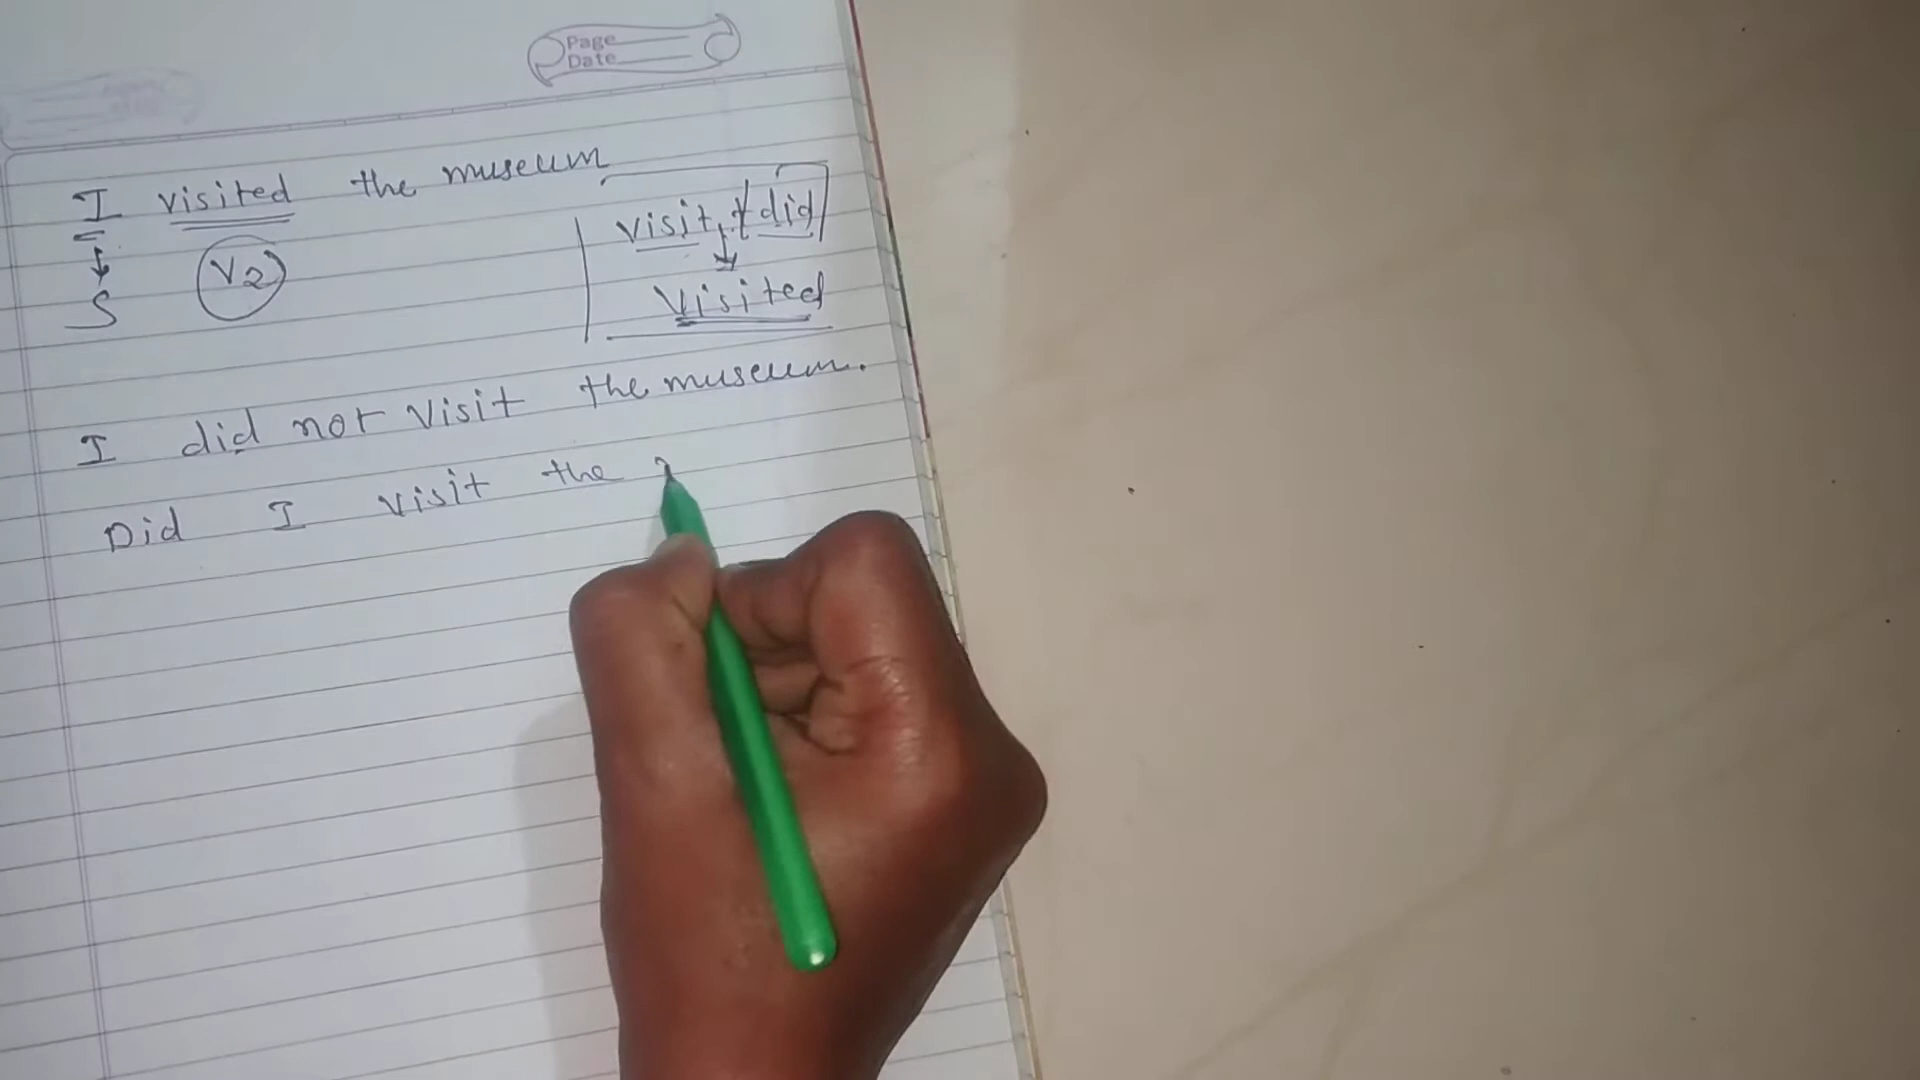 Page
Date
I visited the museum
visit + did
↓
S
V2
visited
I did not visit the museum.
Did I visit the